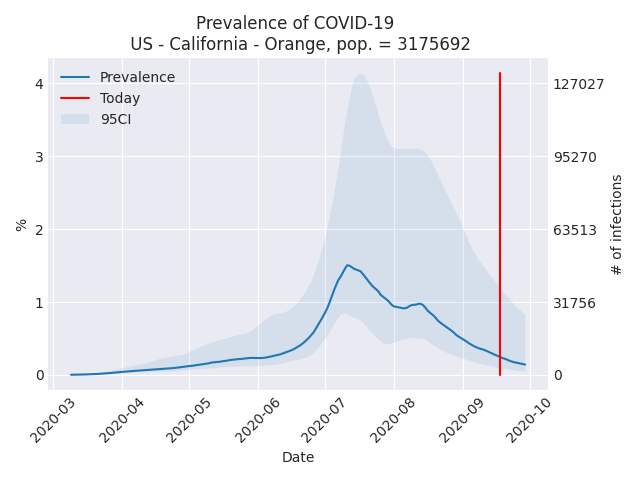 Prevalence of COVID-19
US - California - Orange, pop. = 3175692
Prevalence
Today
95CI
4
3
2
1
0
%
127027
95270
63513
31756
0
# of infections
2020-03
2020-04
2020-05
2020-06
2020-07
2020-08
2020-09
2020-10
Date